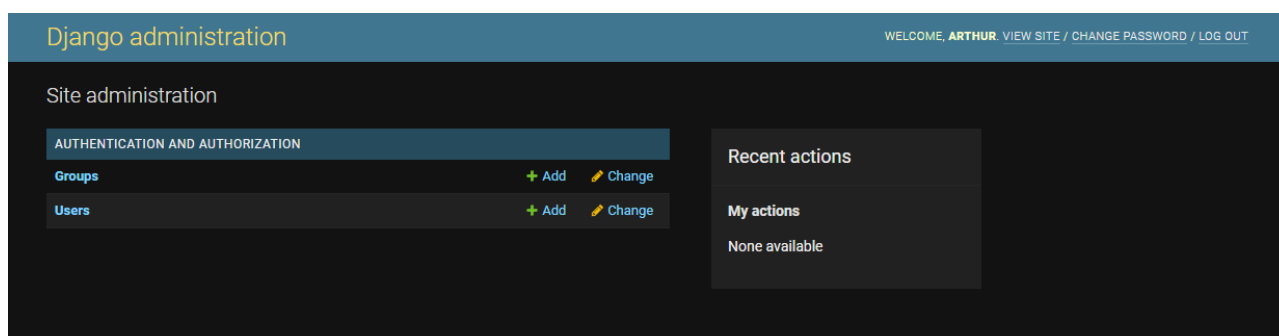 Django administration
WELCOME, ARTHUR. VIEW SITE / CHANGE PASSWORD / LOG OUT
Site administration
AUTHENTICATION AND AUTHORIZATION
Groups Add Change
Users Add Change
Recent actions
My actions
None available